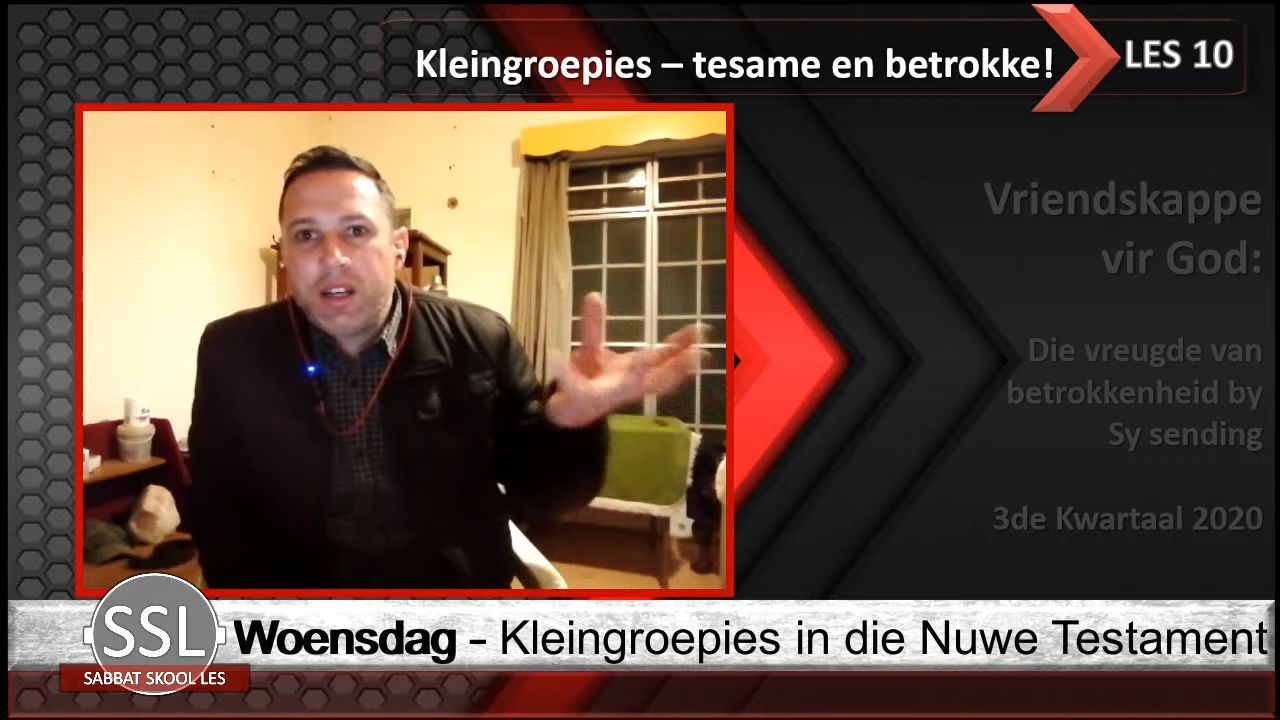 Kleingroepies – tesame en betrokke!
LES 10
Vriendskappe
vir God:
Die vreugde van
betrokkenheid by
Sy sending
3de Kwartaal 2020
SSL
SABBAT SKOOL LES
Woensdag - Kleingroepies in die Nuwe Testament